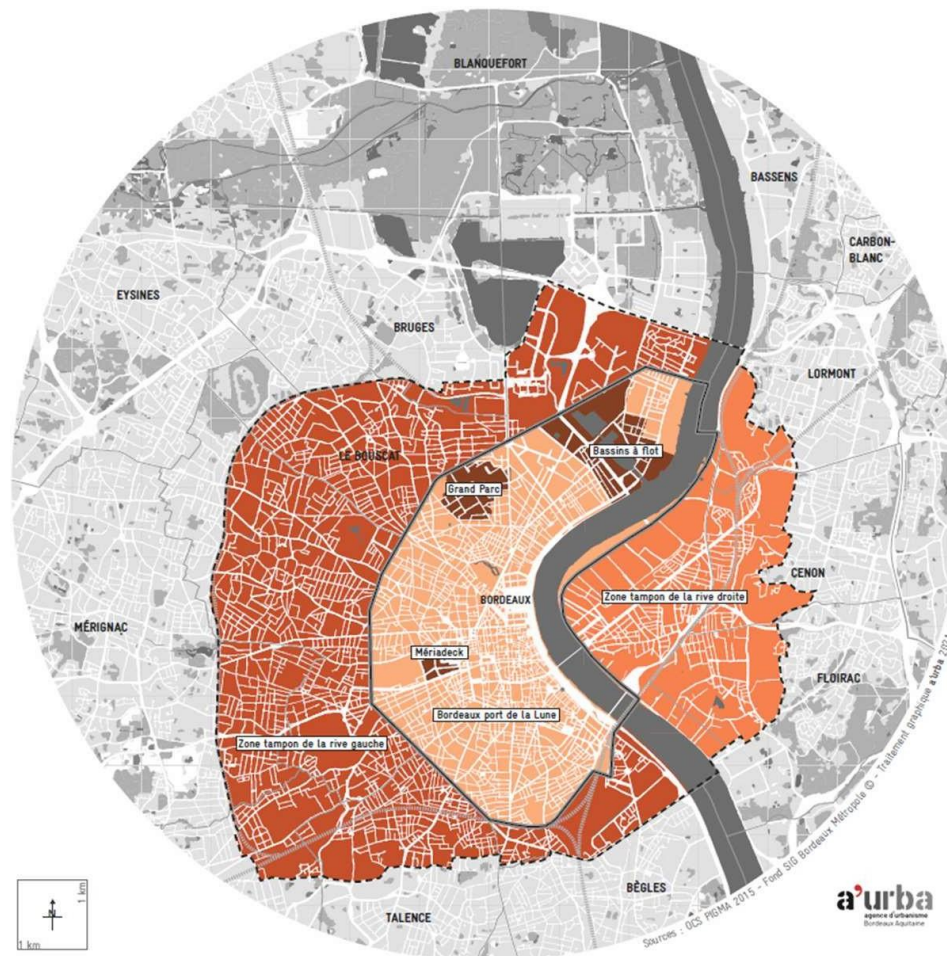 BLANQUEFORT
BASSENS
CARBON-
BLANC
EYSINES
BRUGES
LORMONT
LE BOUSCAT
Bassins à flot
Grand Parc
CENON
BORDEAUX
Zone tampon de la rive droite
MÉRIGNAC
Mériadeck
FLOIRAC
Bordeaux port de la Lune
Zone tampon de la rive gauche
BÈGLES
TALENCE
1 km
N
1 km
Sources : OCS PIGMA 2015 - Fond SIG Bordeaux Métropole © - Traitement graphique a'urba
a'urba
agence d'urbanisme
Bordeaux Aquitaine